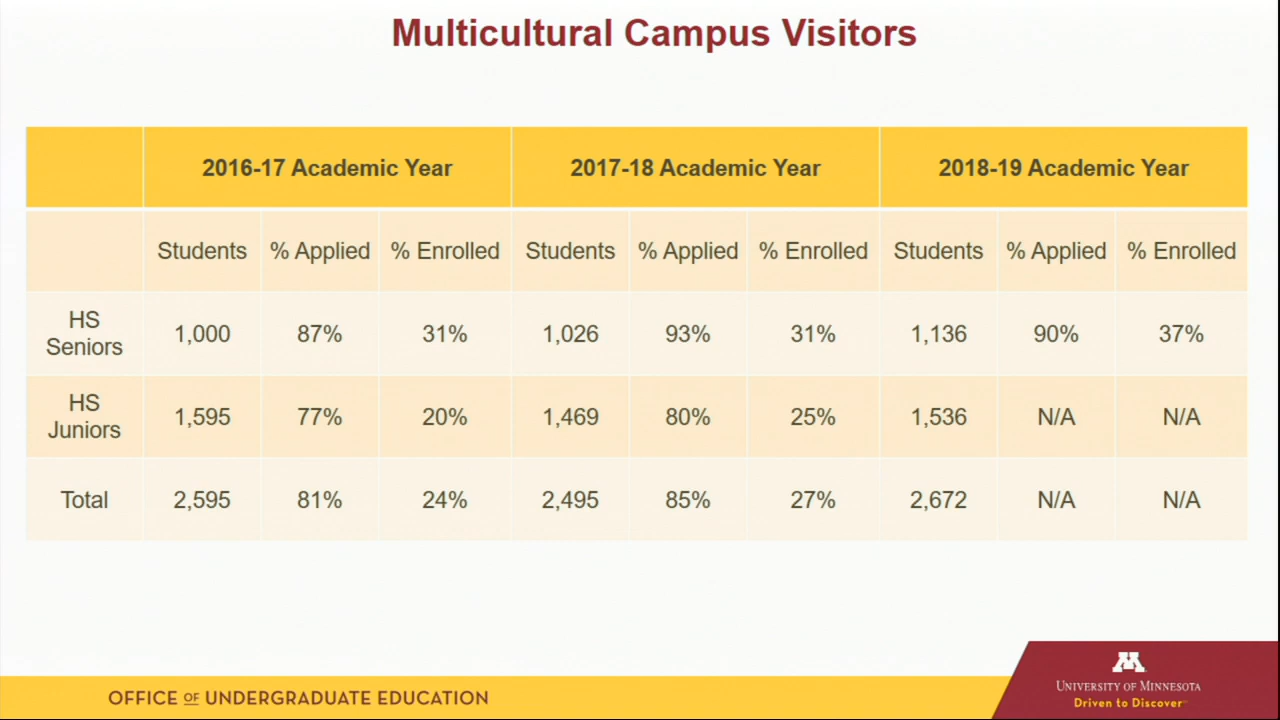 Multicultural Campus Visitors
2016-17 Academic Year 2017-18 Academic Year 2018-19 Academic Year
Students % Applied % Enrolled Students % Applied % Enrolled Students % Applied % Enrolled
HS Seniors 1,000 87% 31% 1,026 93% 31% 1,136 90% 37%
HS Juniors 1,595 77% 20% 1,469 80% 25% 1,536 N/A N/A
Total 2,595 81% 24% 2,495 85% 27% 2,672 N/A N/A
OFFICE OF UNDERGRADUATE EDUCATION
M
UNIVERSITY OF MINNESOTA
Driven to Discover℠